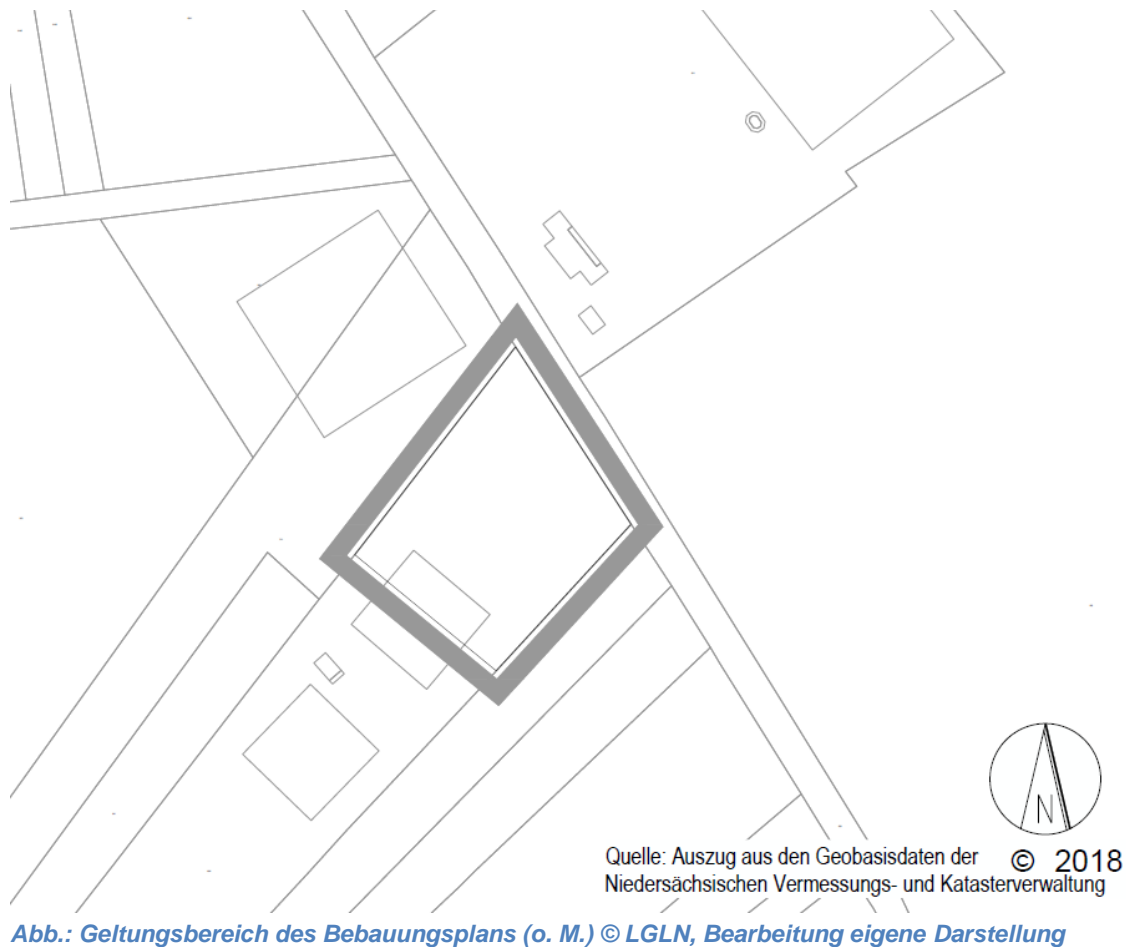 N
Quelle: Auszug aus den Geobasisdaten der © 2018
Niedersächsischen Vermessungs- und Katasterverwaltung
Abb.: Geltungsbereich des Bebauungsplans (o. M.) © LGLN, Bearbeitung eigene Darstellung